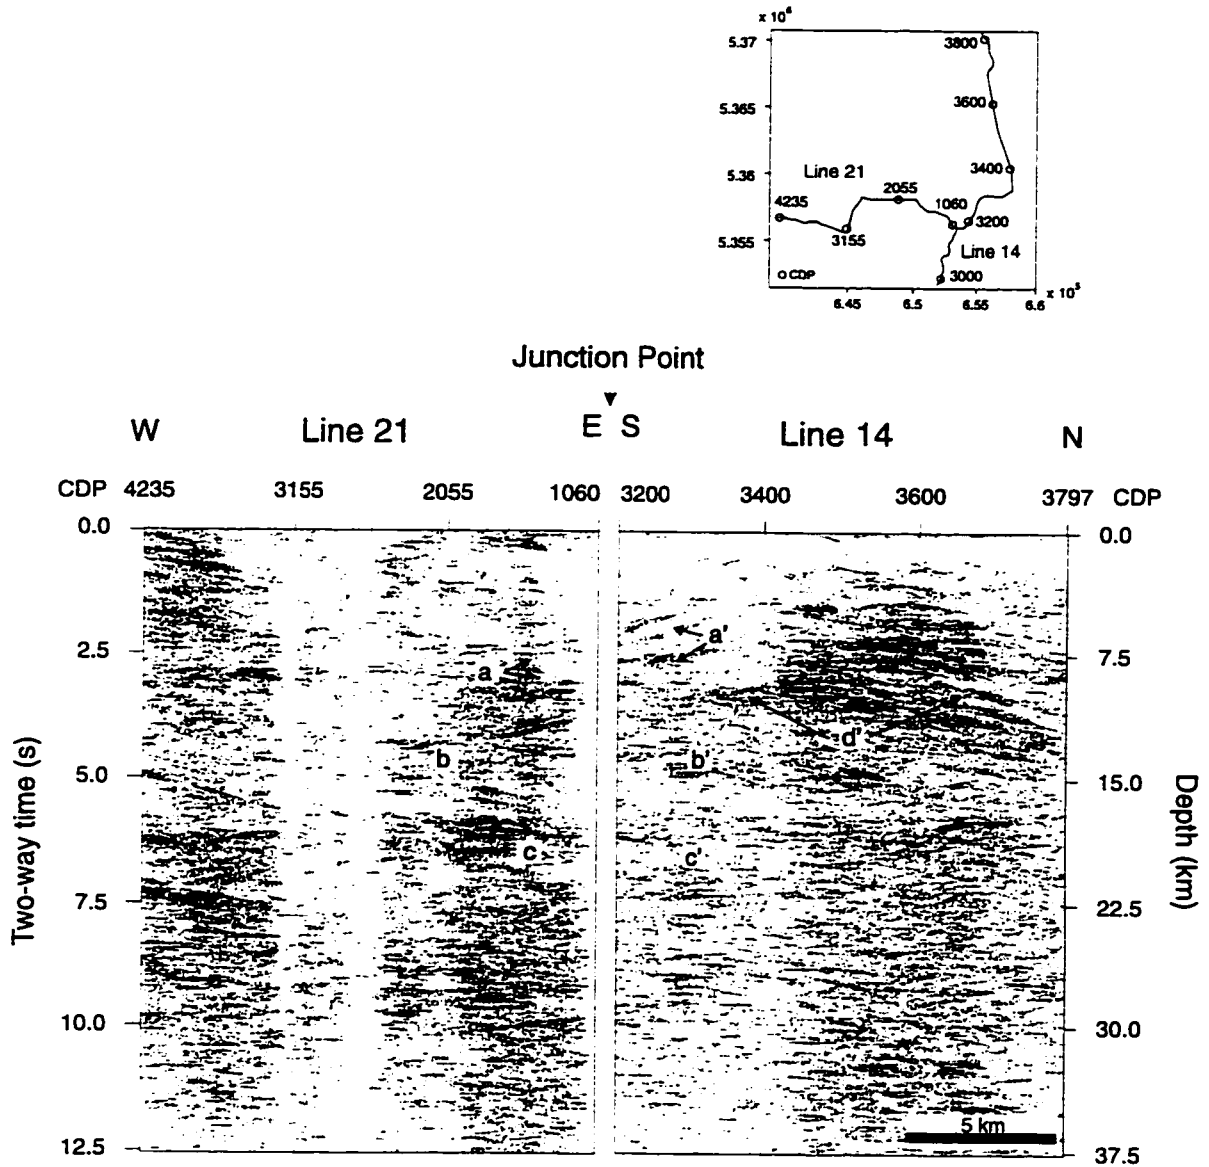 x 10⁶
5.37
3800
5.365
3600
5.36
Line 21
3400
4235
2055
1060
3200
3155
5.355
Line 14
CDP
3000
x 10⁵
6.45 6.5 6.55 6.6
Junction Point
W Line 21 E S Line 14 N
CDP 4235 3155 2055 1060 3200 3400 3600 3797 CDP
0.0 0.0
a'
2.5 7.5
a
d'
b b'
5.0 15.0
c c'
7.5 22.5
10.0 30.0
5 km
12.5 37.5
Two-way time (s)
Depth (km)